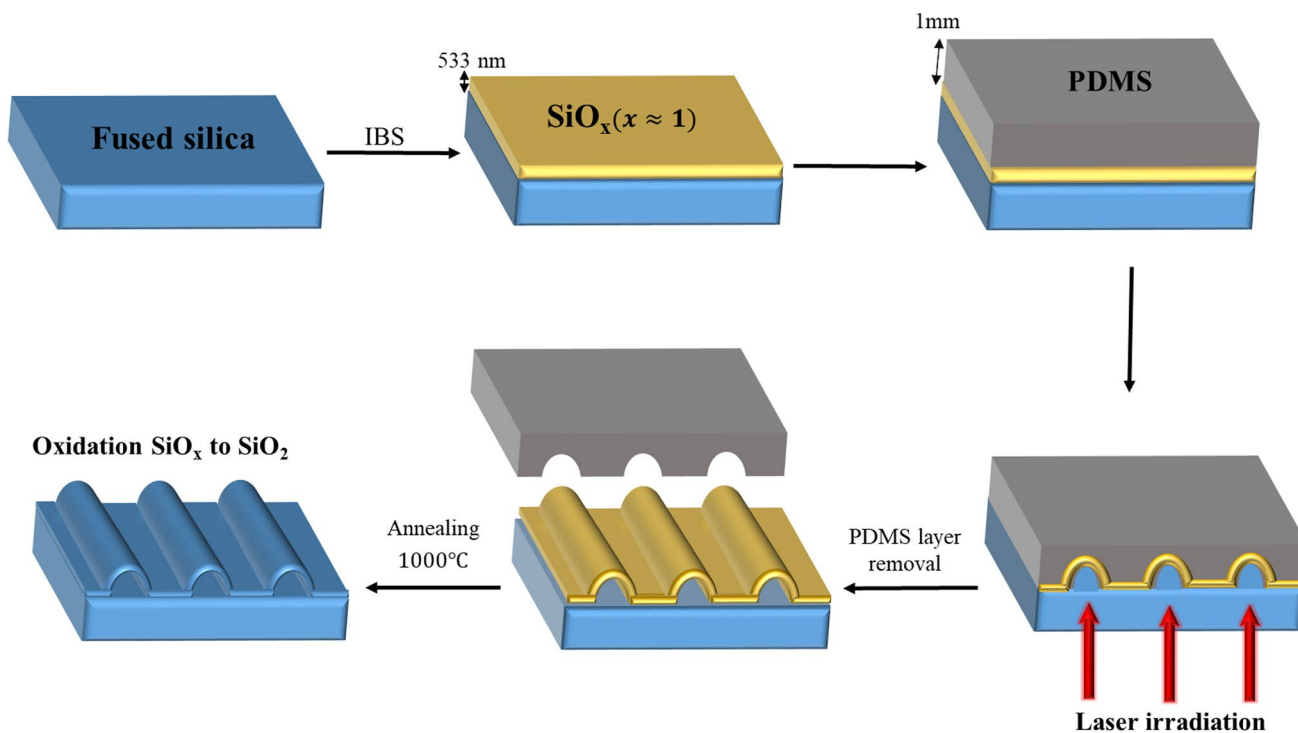 Fused silica
IBS
533 nm
SiOₓ(x ≈ 1)
1mm
PDMS
Laser irradiation
PDMS layer
removal
Annealing
1000℃
Oxidation SiOₓ to SiO₂